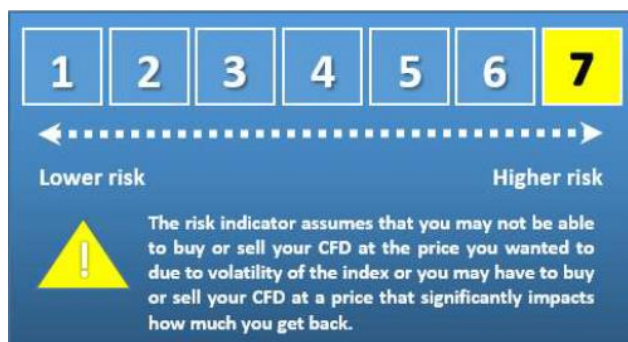 1 2 3 4 5 6 7
Lower risk Higher risk
!
The risk indicator assumes that you may not be able
to buy or sell your CFD at the price you wanted to
due to volatility of the index or you may have to buy
or sell your CFD at a price that significantly impacts
how much you get back.